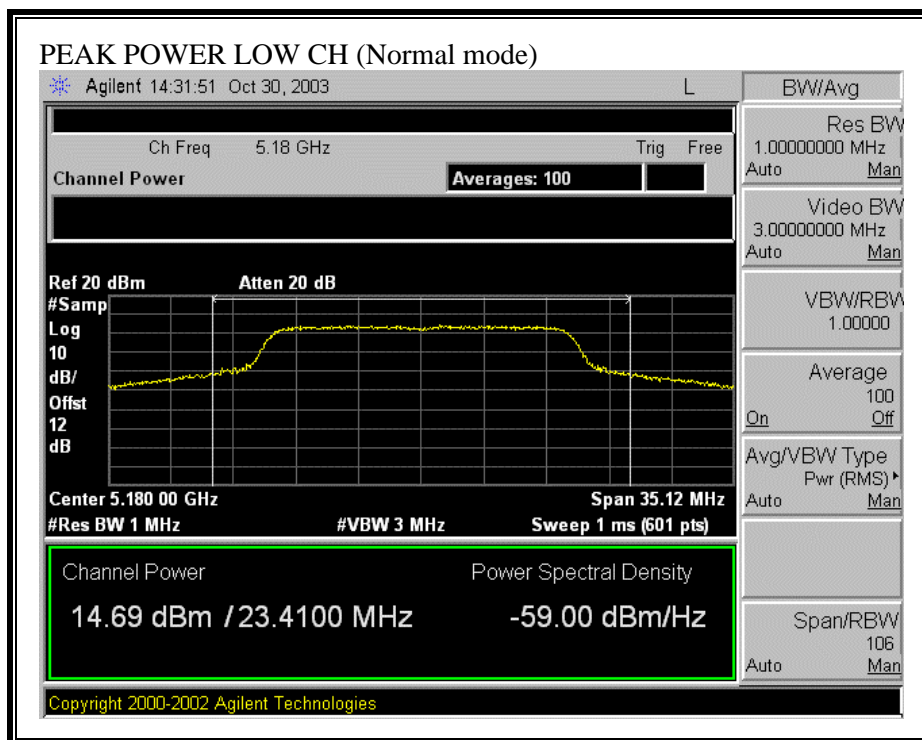 PEAK POWER LOW CH (Normal mode)
Agilent 14:31:51 Oct 30, 2003 L
Ch Freq 5.18 GHz Trig Free
Channel Power Averages: 100
Ref 20 dBm Atten 20 dB
#Samp
Log
10
dB/
Offst
12
dB
Center 5.180 00 GHz Span 35.12 MHz
#Res BW 1 MHz #VBW 3 MHz Sweep 1 ms (601 pts)
Channel Power Power Spectral Density
14.69 dBm / 23.4100 MHz -59.00 dBm/Hz
Copyright 2000-2002 Agilent Technologies
BW/Avg
Res BW
1.00000000 MHz
Auto Man
Video BW
3.00000000 MHz
Auto Man
VBW/RBW
1.00000
Average
100
On Off
Avg/VBW Type
Pwr (RMS)
Auto Man
Span/RBW
106
Auto Man